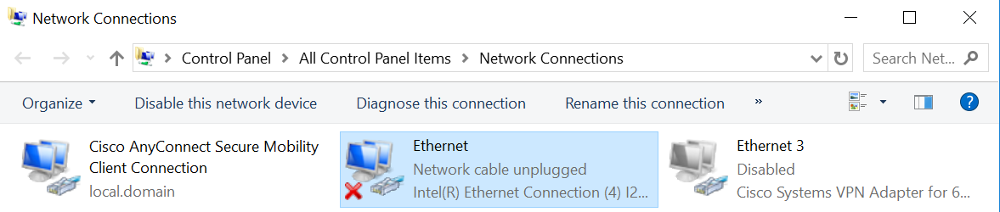 Network Connections
Control Panel > All Control Panel Items > Network Connections
Search Net...
Organize
Disable this network device
Diagnose this connection
Rename this connection
»
?
Cisco AnyConnect Secure Mobility
Client Connection
local.domain
Ethernet
Network cable unplugged
Intel(R) Ethernet Connection (4) I2...
Ethernet 3
Disabled
Cisco Systems VPN Adapter for 6...